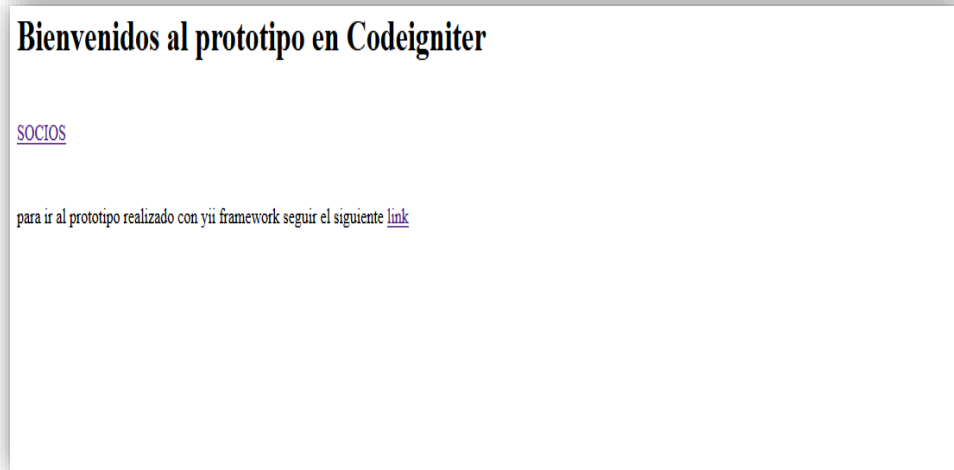 Bienvenidos al prototipo en Codeigniter
SOCIOS
para ir al prototipo realizado con yii framework seguir el siguiente link